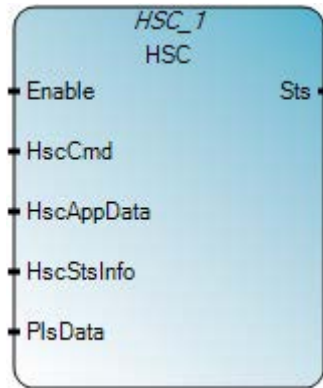 HSC_1
HSC
Enable Sts
HscCmd
HscAppData
HscStsInfo
PlsData